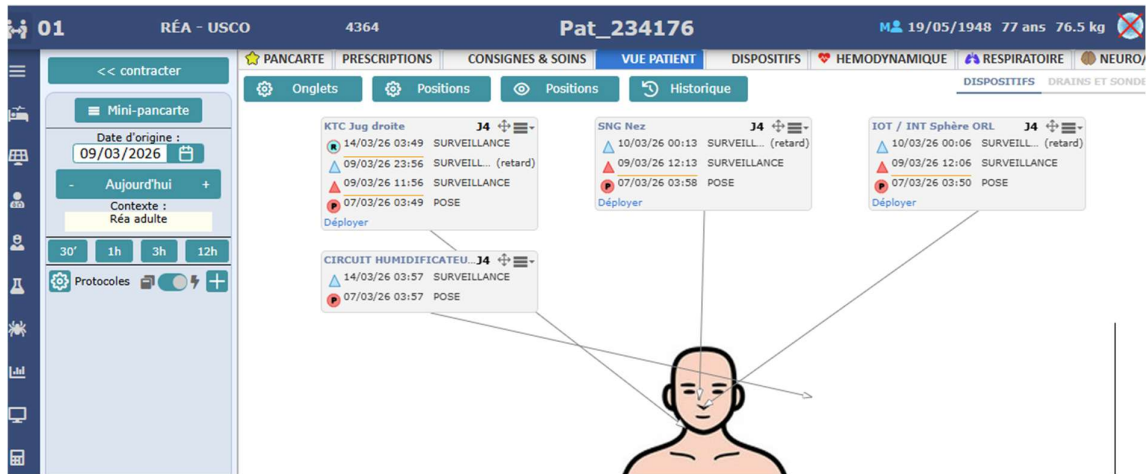 01 RÉA - USCO 4364 Pat_234176 M 19/05/1948 77 ans 76.5 kg
<< contracter
PANCARTE PRESCRIPTIONS CONSIGNES & SOINS VUE PATIENT DISPOSITIFS HEMODYNAMIQUE RESPIRATOIRE NEURO/
DISPOSITIFS DRAINS ET SONDE
Onglets Positions Positions Historique
Mini-pancarte
Date d'origine :
09/03/2026
- Aujourd'hui +
Contexte :
Réa adulte
30' 1h 3h 12h
Protocoles
KTC Jug droite J4
R 14/03/26 03:49 SURVEILLANCE
09/03/26 23:56 SURVEILL... (retard)
09/03/26 11:56 SURVEILLANCE
P 07/03/26 03:49 POSE
Déployer
SNG Nez J4
10/03/26 00:13 SURVEILL... (retard)
09/03/26 12:13 SURVEILLANCE
P 07/03/26 03:58 POSE
Déployer
IOT / INT Sphère ORL J4
10/03/26 00:06 SURVEILL... (retard)
09/03/26 12:06 SURVEILLANCE
P 07/03/26 03:50 POSE
Déployer
CIRCUIT HUMIDIFICATEU... J4
14/03/26 03:57 SURVEILLANCE
P 07/03/26 03:57 POSE